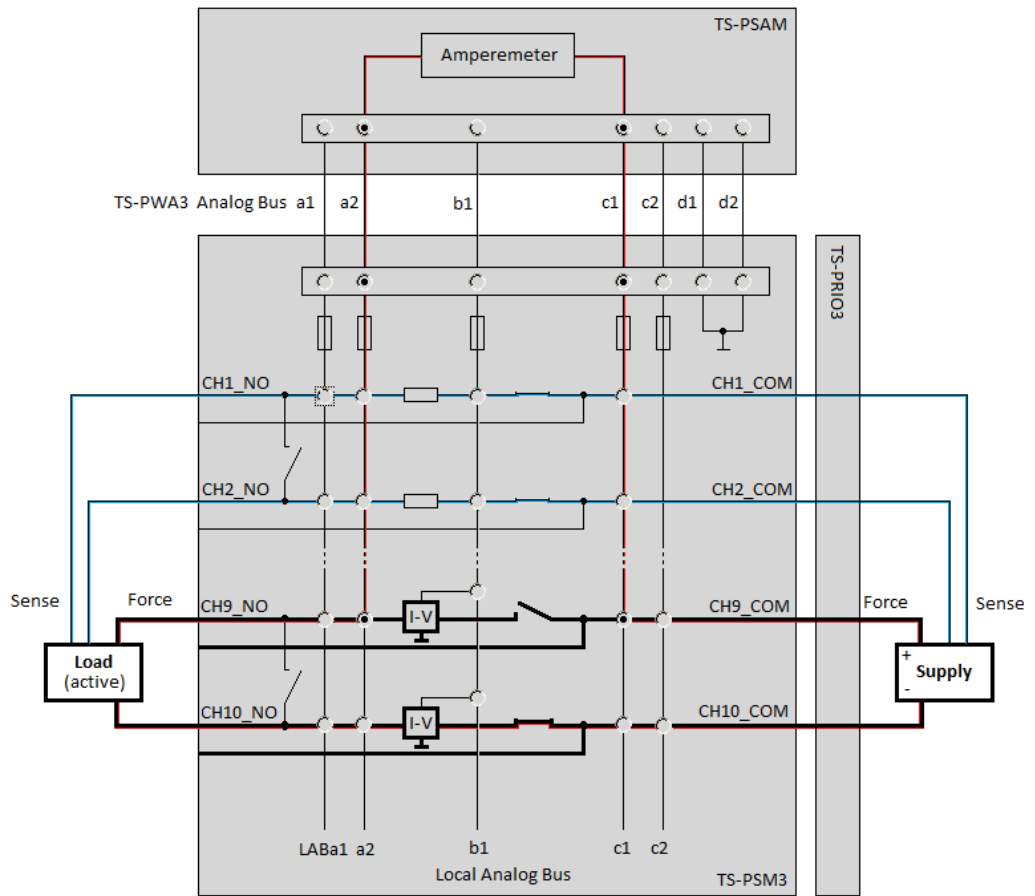 TS-PSAM
Amperemeter
TS-PWA3 Analog Bus a1 a2 b1 c1 c2 d1 d2
TS-PRIO3
CH1_NO CH1_COM
CH2_NO CH2_COM
Sense Force CH9_NO I-V CH9_COM Force Sense
Load
(active)
+
- Supply
CH10_NO I-V CH10_COM
LABa1 a2 b1 c1 c2
Local Analog Bus
TS-PSM3